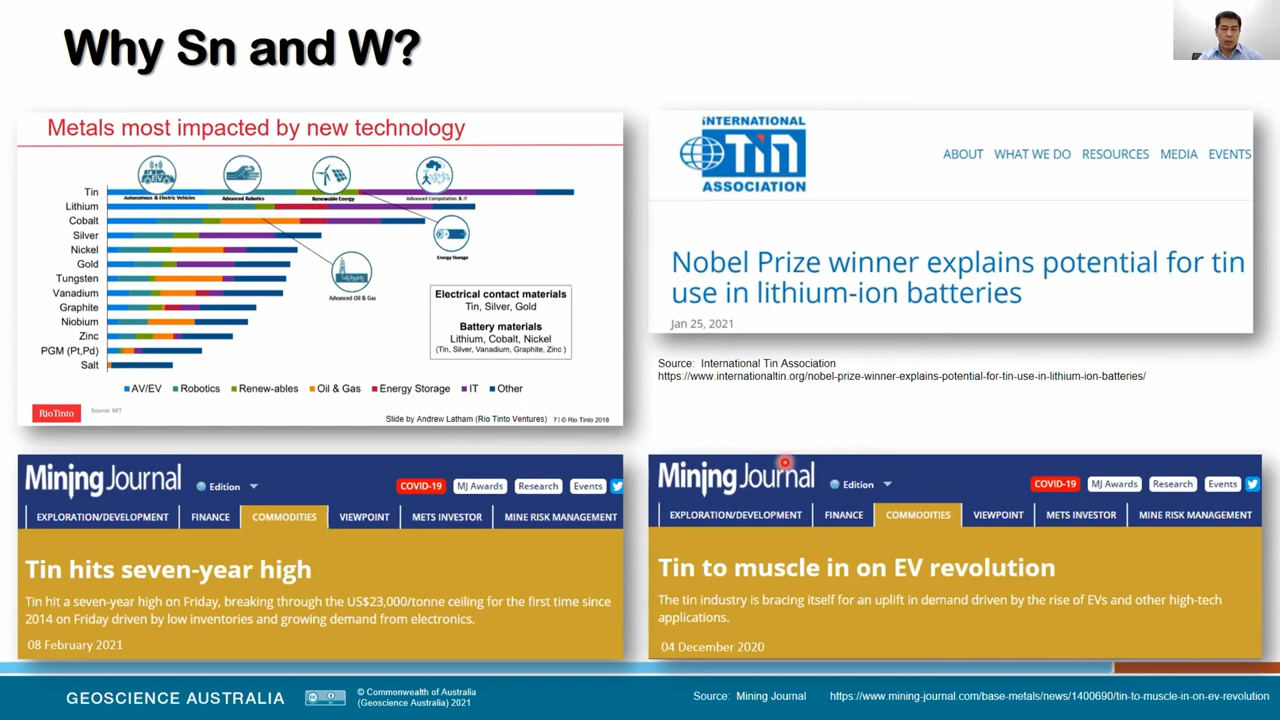 Why Sn and W?
Metals most impacted by new technology
AEV
Autonomous & Electric Vehicles
Advanced Robotics
Renewable Energy
Advanced Computation & IT
Tin
Lithium
Cobalt
Silver
Nickel
Gold
Tungsten
Vanadium
Graphite
Niobium
Zinc
PGM (Pt,Pd)
Salt
Energy Storage
Advanced Oil & Gas
Electrical contact materials
Tin, Silver, Gold
Battery materials
Lithium, Cobalt, Nickel
(Tin, Silver, Vanadium, Graphite, Zinc )
AV/EV Robotics Renew-ables Oil & Gas Energy Storage IT Other
RioTinto
Source: MIT
Slide by Andrew Latham (Rio Tinto Ventures) 7 | © Rio Tinto 2018
INTERNATIONAL
TIN
ASSOCIATION
ABOUT WHAT WE DO RESOURCES MEDIA EVENTS
Nobel Prize winner explains potential for tin
use in lithium-ion batteries
Jan 25, 2021
Source: International Tin Association
https://www.internationaltin.org/nobel-prize-winner-explains-potential-for-tin-use-in-lithium-ion-batteries/
Mining Journal
Edition
COVID-19 MJ Awards Research Events
EXPLORATION/DEVELOPMENT FINANCE COMMODITIES VIEWPOINT METS INVESTOR MINE RISK MANAGEMENT
Tin hits seven-year high
Tin hit a seven-year high on Friday, breaking through the US$23,000/tonne ceiling for the first time since
2014 on Friday driven by low inventories and growing demand from electronics.
08 February 2021
Mining Journal
Edition
COVID-19 MJ Awards Research Events
EXPLORATION/DEVELOPMENT FINANCE COMMODITIES VIEWPOINT METS INVESTOR MINE RISK MANAGEMENT
Tin to muscle in on EV revolution
The tin industry is bracing itself for an uplift in demand driven by the rise of EVs and other high-tech
applications.
04 December 2020
GEOSCIENCE AUSTRALIA
© Commonwealth of Australia
(Geoscience Australia) 2021
Source: Mining Journal https://www.mining-journal.com/base-metals/news/1400690/tin-to-muscle-in-on-ev-revolution